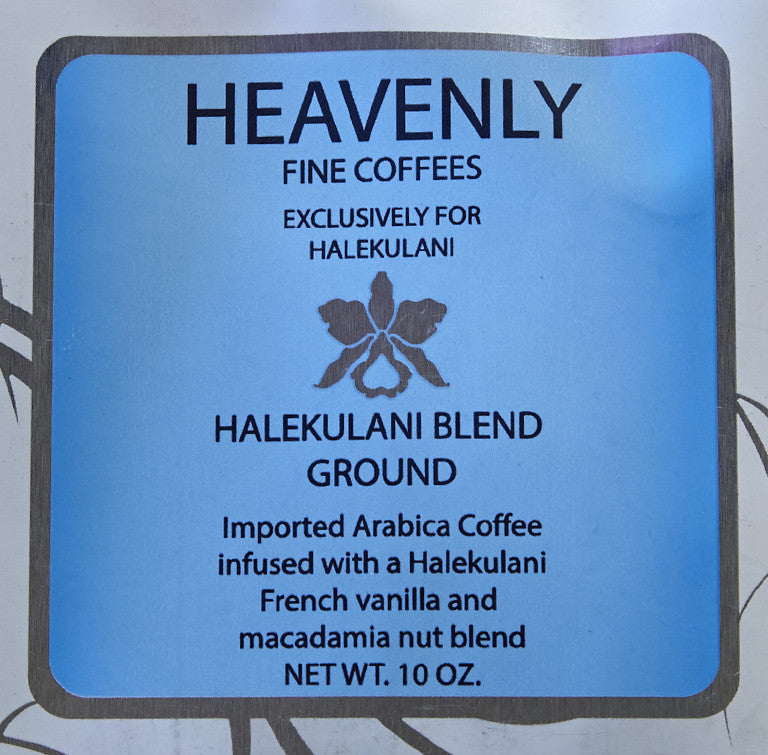 HEAVENLY
FINE COFFEES
EXCLUSIVELY FOR
HALEKULANI
HALEKULANI BLEND
GROUND
Imported Arabica Coffee
infused with a Halekulani
French vanilla and
macadamia nut blend
NET WT. 10 OZ.